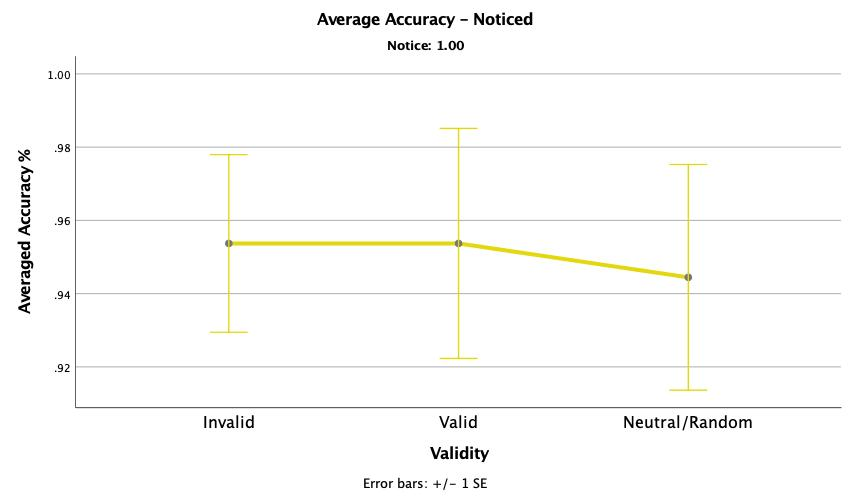 Average Accuracy – Noticed
Notice: 1.00
Averaged Accuracy %
1.00
.98
.96
.94
.92
Invalid
Valid
Neutral/Random
Validity
Error bars: +/− 1 SE